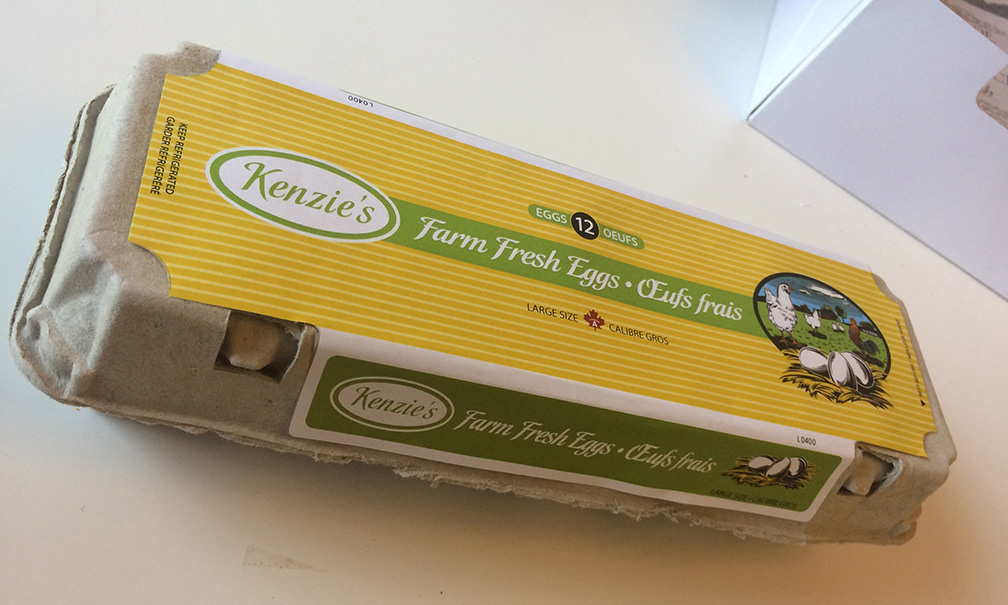 L0400
KEEP REFRIGERATED
GARDER RÉFRIGÉRÉ
Kenzie's
EGGS 12 OEUFS
Farm Fresh Eggs • Œufs frais
LARGE SIZE A CALIBRE GROS
L0400
Kenzie's
Farm Fresh Eggs • Œufs frais
LARGE SIZE • CALIBRE GROS